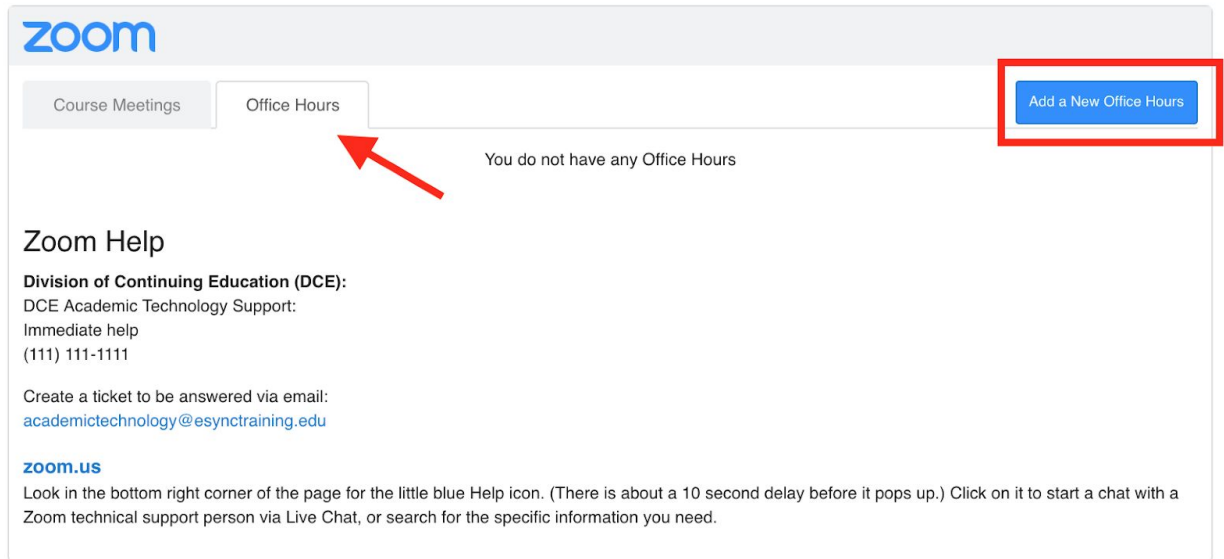 zoom
Course Meetings
Office Hours
Add a New Office Hours
You do not have any Office Hours
Zoom Help
Division of Continuing Education (DCE):
DCE Academic Technology Support:
Immediate help
(111) 111-1111
Create a ticket to be answered via email:
academictechnology@esynctraining.edu
zoom.us
Look in the bottom right corner of the page for the little blue Help icon. (There is about a 10 second delay before it pops up.) Click on it to start a chat with a
Zoom technical support person via Live Chat, or search for the specific information you need.